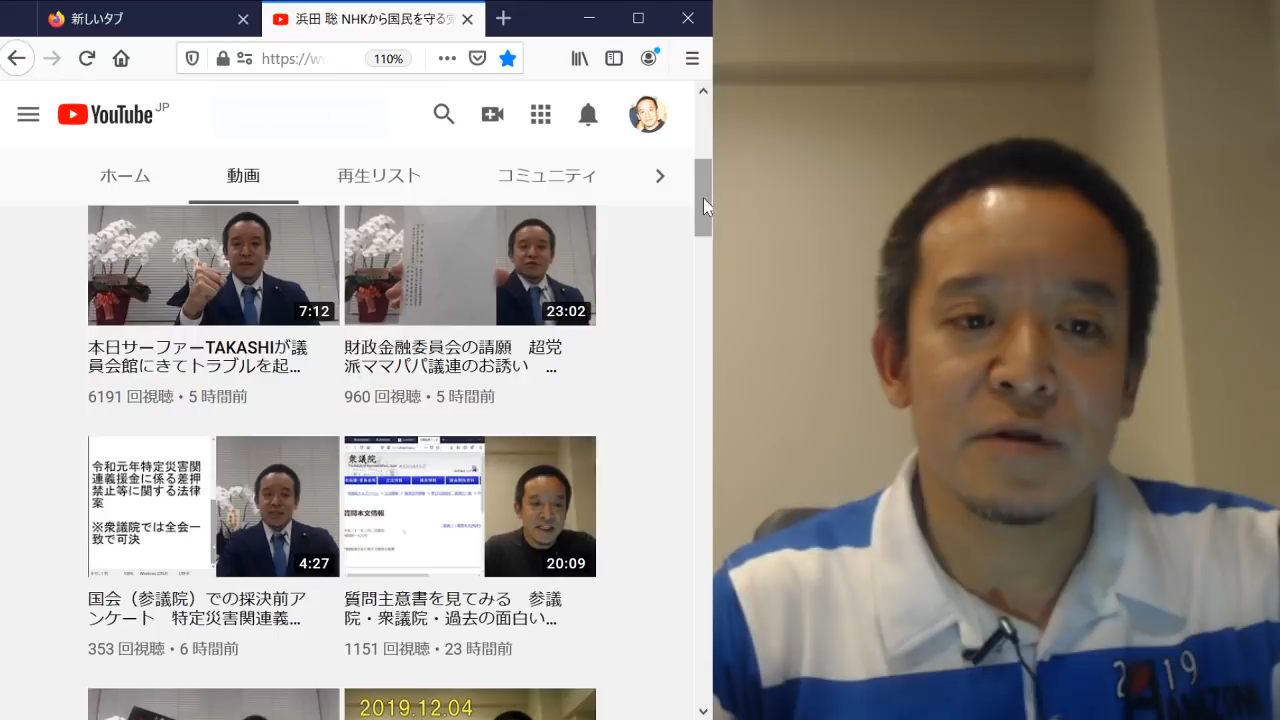 新しいタブ
浜田 聡 NHKから国民を守る党
https://w
110%
YouTube JP
ホーム
動画
再生リスト
コミュニティ
7:12
23:02
本日サーファーTAKASHIが議
員会館にきてトラブルを起...
6191 回視聴・5 時間前
財政金融委員会の請願 超党
派ママパパ議連のお誘い ...
960 回視聴・5 時間前
令和元年特定災害関
連義援金に係る差押
禁止等に関する法律
案
※衆議院では全会一
致で可決
4:27
衆議院
質問本文情報
20:09
国会（参議院）での採決前ア
ンケート 特定災害関連義...
353 回視聴・6 時間前
質問主意書を見てみる 参議
院・衆議院・過去の面白い...
1151 回視聴・23 時間前
2019.12.04
2019